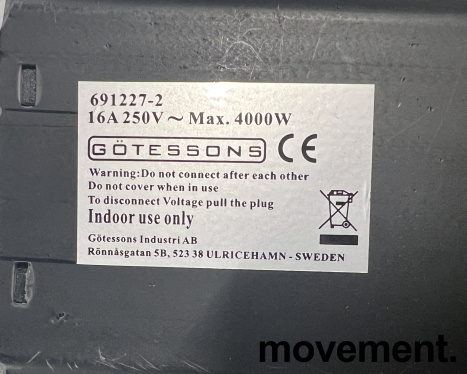 691227-2
16A 250V ~ Max. 4000W
GÖTESSONS CE
Warning:Do not connect after each other
Do not cover when in use
To disconnect Voltage pull the plug
Indoor use only
Götessons Industri AB
Rönnåsgatan 5B, 523 38 ULRICEHAMN - SWEDEN
movement.